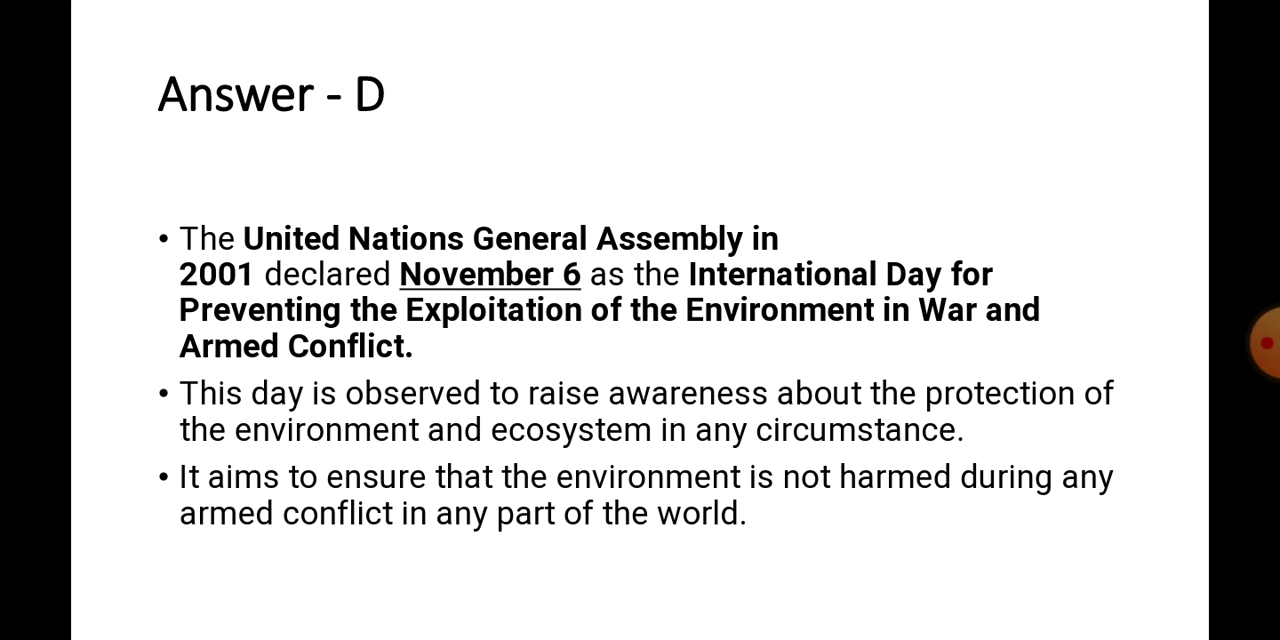 Answer - D
• The United Nations General Assembly in
2001 declared November 6 as the International Day for
Preventing the Exploitation of the Environment in War and
Armed Conflict.
• This day is observed to raise awareness about the protection of
the environment and ecosystem in any circumstance.
• It aims to ensure that the environment is not harmed during any
armed conflict in any part of the world.